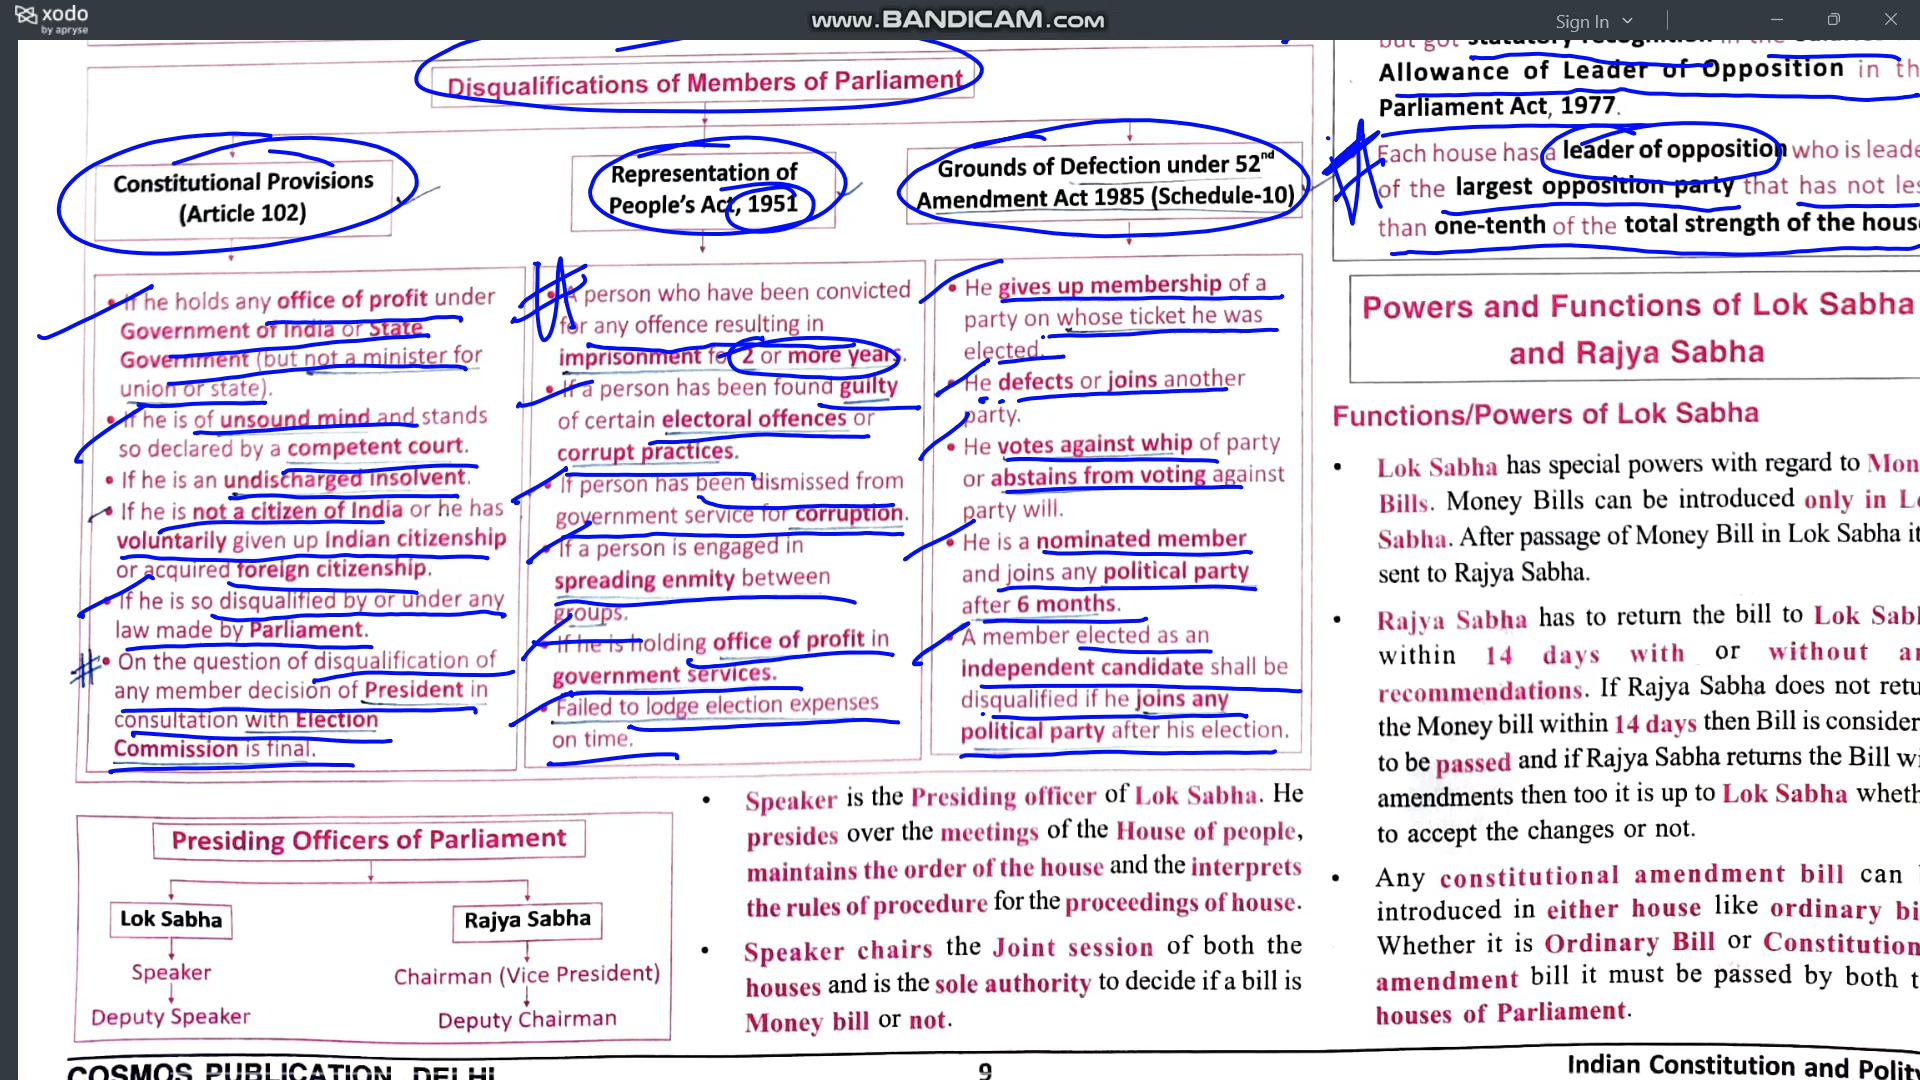 xodo
by apryse
www.BANDICAM.com
Sign In
Disqualifications of Members of Parliament
Constitutional Provisions
(Article 102)
• If he holds any office of profit under
Government of India or State
Government (but not a minister for
union or state).
• If he is of unsound mind and stands
so declared by a competent court.
• If he is an undischarged insolvent.
• If he is not a citizen of India or he has
voluntarily given up Indian citizenship
or acquired foreign citizenship.
• If he is so disqualified by or under any
law made by Parliament.
• On the question of disqualification of
any member decision of President in
consultation with Election
Commission is final.
Representation of
People's Act, 1951
• A person who have been convicted
for any offence resulting in
imprisonment for 2 or more years.
• If a person has been found guilty
of certain electoral offences or
corrupt practices.
• If person has been dismissed from
government service for corruption.
• If a person is engaged in
spreading enmity between
groups.
• If he is holding office of profit in
government services.
• Failed to lodge election expenses
on time.
Grounds of Defection under 52nd
Amendment Act 1985 (Schedule-10)
• He gives up membership of a
party on whose ticket he was
elected.
• He defects or joins another
party.
• He votes against whip of party
or abstains from voting against
party will.
• He is a nominated member
and joins any political party
after 6 months.
• A member elected as an
independent candidate shall be
disqualified if he joins any
political party after his election.
Presiding Officers of Parliament
Lok Sabha
Speaker
Deputy Speaker
Rajya Sabha
Chairman (Vice President)
Deputy Chairman
• Speaker is the Presiding officer of Lok Sabha. He
presides over the meetings of the House of people,
maintains the order of the house and the interprets
the rules of procedure for the proceedings of house.
• Speaker chairs the Joint session of both the
houses and is the sole authority to decide if a bill is
Money bill or not.
but got statutory recognition in the
Allowance of Leader of Opposition in
Parliament Act, 1977.
Each house has a leader of opposition who is
of the largest opposition party that has not
than one-tenth of the total strength of the
Powers and Functions of Lok Sabha
and Rajya Sabha
Functions/Powers of Lok Sabha
• Lok Sabha has special powers with regard to
Bills. Money Bills can be introduced only in
Sabha. After passage of Money Bill in Lok Sabha it
sent to Rajya Sabha.
• Rajya Sabha has to return the bill to Lok
within 14 days with or without
recommendations. If Rajya Sabha does not
the Money bill within 14 days then Bill is
to be passed and if Rajya Sabha returns the Bill
amendments then too it is up to Lok Sabha
to accept the changes or not.
• Any constitutional amendment bill can
introduced in either house like ordinary
Whether it is Ordinary Bill or
amendment bill it must be passed by both
houses of Parliament.
COSMOS PUBLICATION, DELHI
9
Indian Constitution and Polity